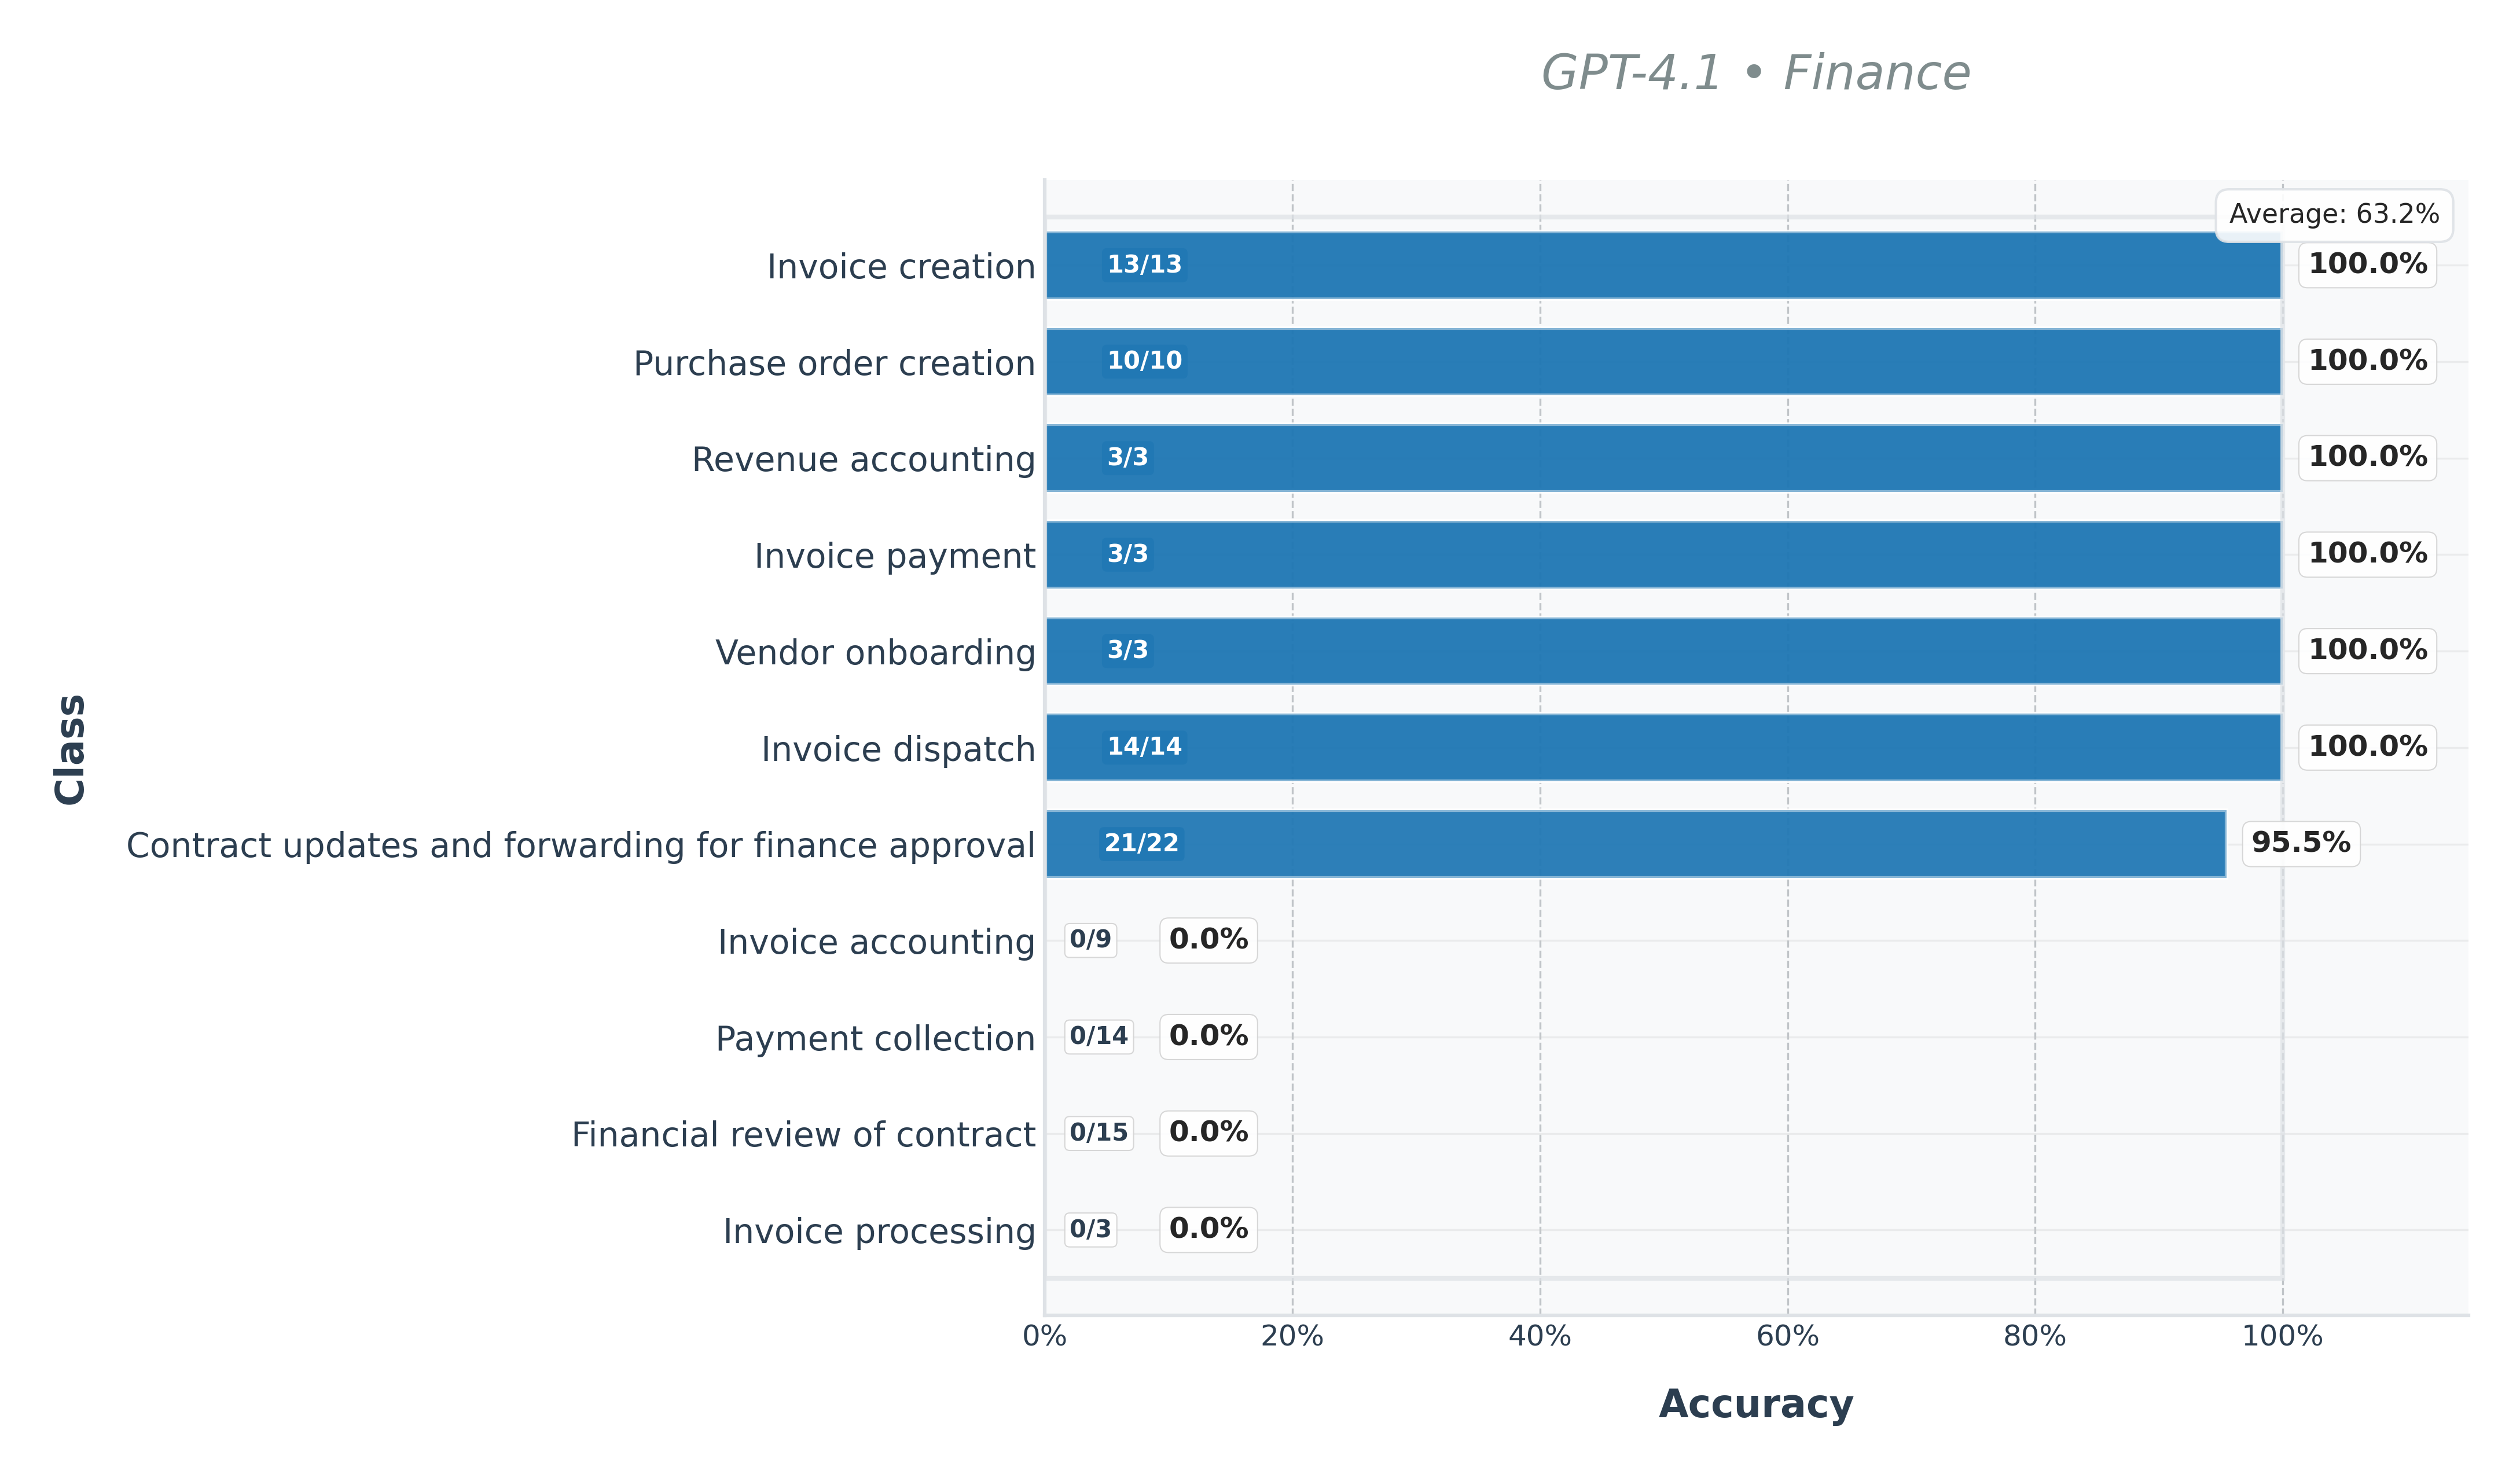 GPT-4.1 • Finance
Average: 63.2%
Invoice creation 13/13 100.0%
Purchase order creation 10/10 100.0%
Revenue accounting 3/3 100.0%
Invoice payment 3/3 100.0%
Vendor onboarding 3/3 100.0%
Invoice dispatch 14/14 100.0%
Contract updates and forwarding for finance approval 21/22 95.5%
Invoice accounting 0/9 0.0%
Payment collection 0/14 0.0%
Financial review of contract 0/15 0.0%
Invoice processing 0/3 0.0%
Class
0% 20% 40% 60% 80% 100%
Accuracy